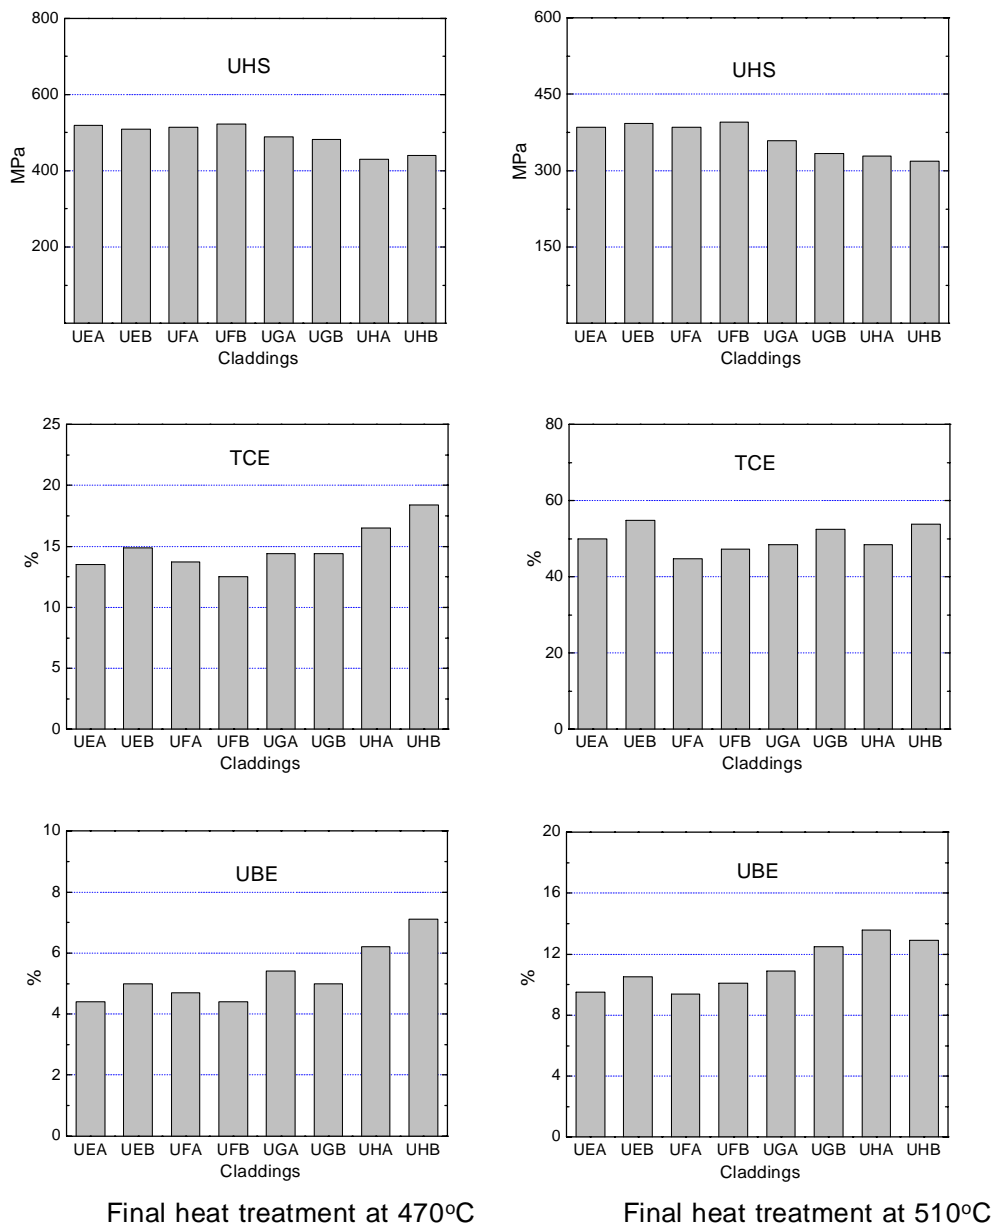 800
UHS
600
MPa
400
200
UEA UEB UFA UFB UGA UGB UHA UHB
Claddings
600
UHS
450
MPa
300
150
UEA UEB UFA UFB UGA UGB UHA UHB
Claddings
25
TCE
20
15
%
10
5
0
UEA UEB UFA UFB UGA UGB UHA UHB
Claddings
80
TCE
60
%
40
20
0
UEA UEB UFA UFB UGA UGB UHA UHB
Claddings
10
UBE
8
6
%
4
2
0
UEA UEB UFA UFB UGA UGB UHA UHB
Claddings
20
UBE
16
12
%
8
4
0
UEA UEB UFA UFB UGA UGB UHA UHB
Claddings
Final heat treatment at 470°C
Final heat treatment at 510°C